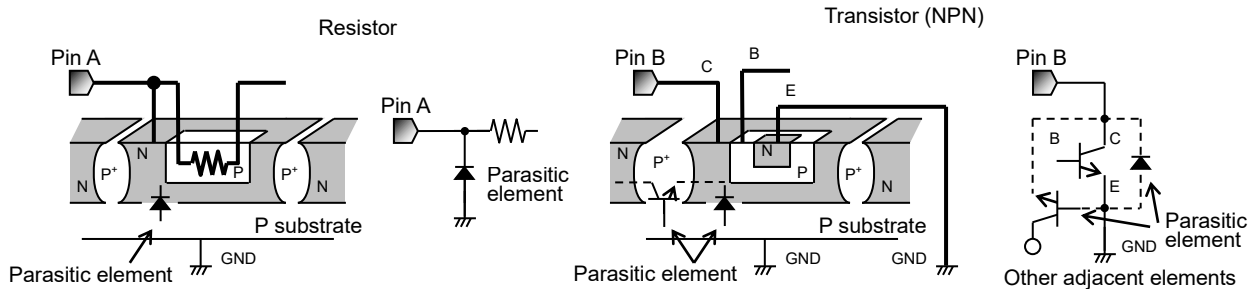 Resistor
Pin A
N
N
P+
P
P+
N
P substrate
GND
Parasitic element
Pin A
Parasitic
element
Transistor (NPN)
Pin B
C
B
E
N
P+
N
N
P
P+
N
P substrate
GND
GND
Parasitic element
Pin B
B
C
E
Parasitic
element
GND
Other adjacent elements